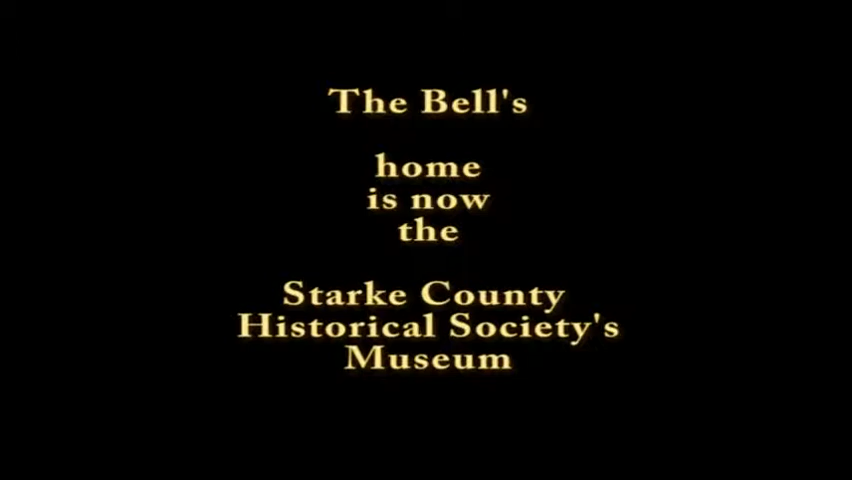 The Bell's
home
is now
the
Starke County
Historical Society's
Museum